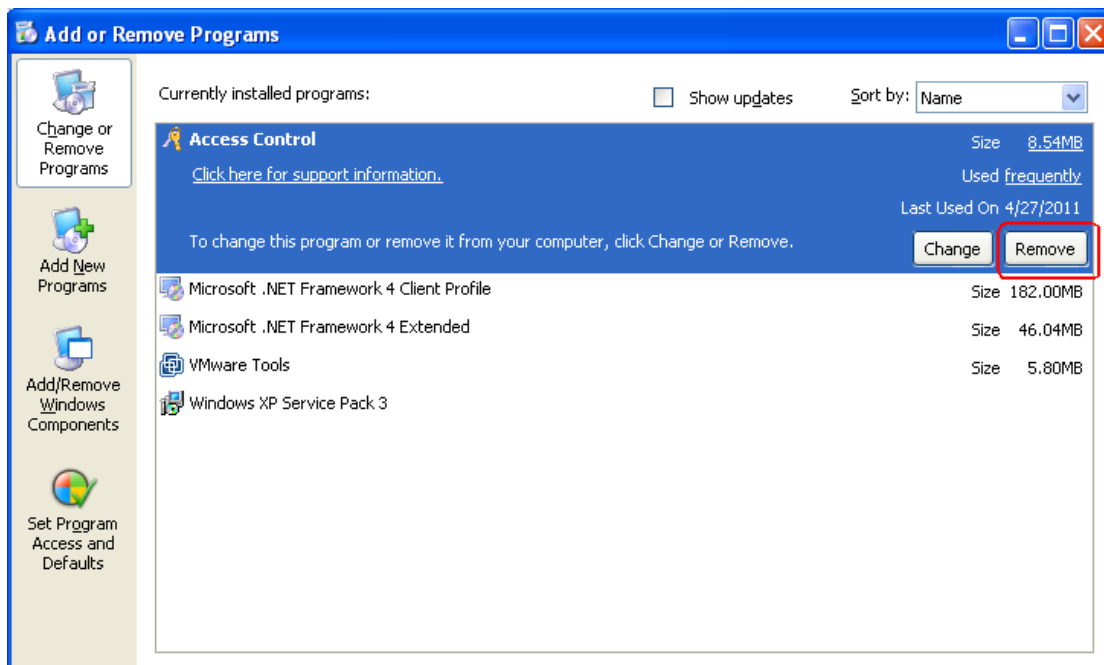 Add or Remove Programs
Change or
Remove
Programs
Add New
Programs
Add/Remove
Windows
Components
Set Program
Access and
Defaults
Currently installed programs:
Show updates
Sort by: Name
Access Control Size 8.54MB
Click here for support information. Used frequently
Last Used On 4/27/2011
To change this program or remove it from your computer, click Change or Remove. Change Remove
Microsoft .NET Framework 4 Client Profile Size 182.00MB
Microsoft .NET Framework 4 Extended Size 46.04MB
VMware Tools Size 5.80MB
Windows XP Service Pack 3